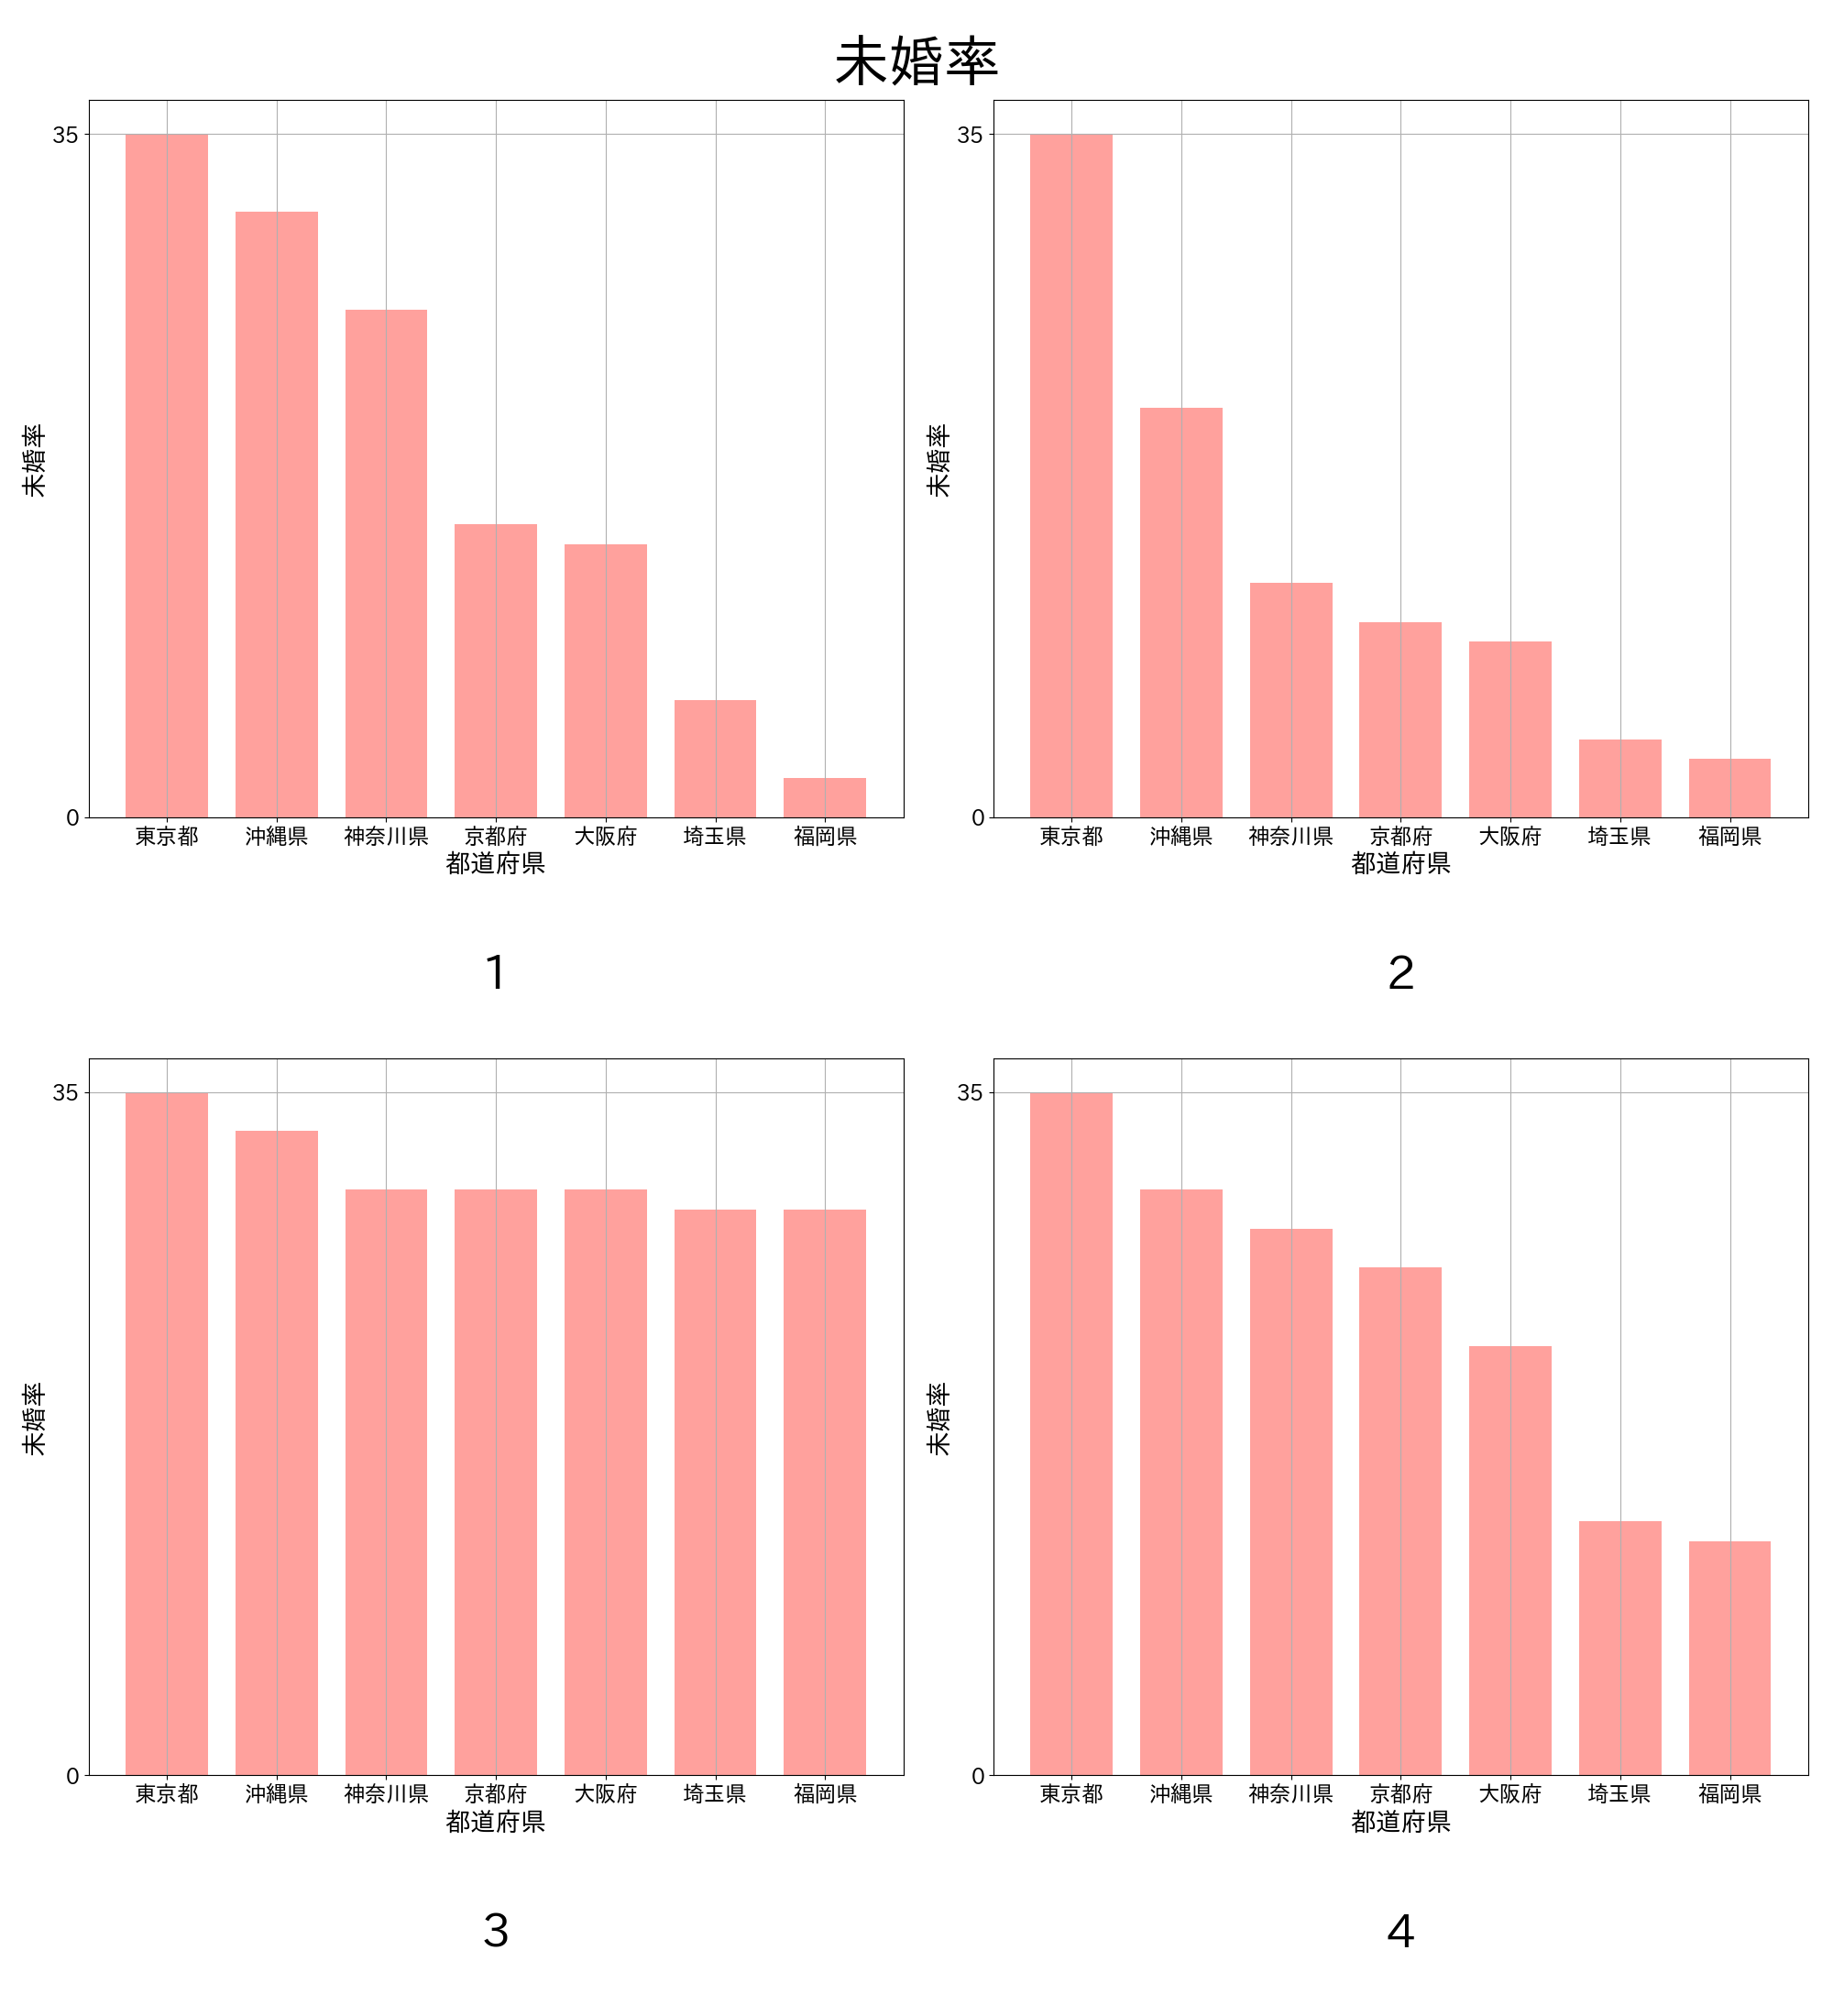 未婚率
35
0
未婚率
東京都 沖縄県 神奈川県 京都府 大阪府 埼玉県 福岡県
都道府県
1
35
0
未婚率
東京都 沖縄県 神奈川県 京都府 大阪府 埼玉県 福岡県
都道府県
2
35
0
未婚率
東京都 沖縄県 神奈川県 京都府 大阪府 埼玉県 福岡県
都道府県
3
35
0
未婚率
東京都 沖縄県 神奈川県 京都府 大阪府 埼玉県 福岡県
都道府県
4